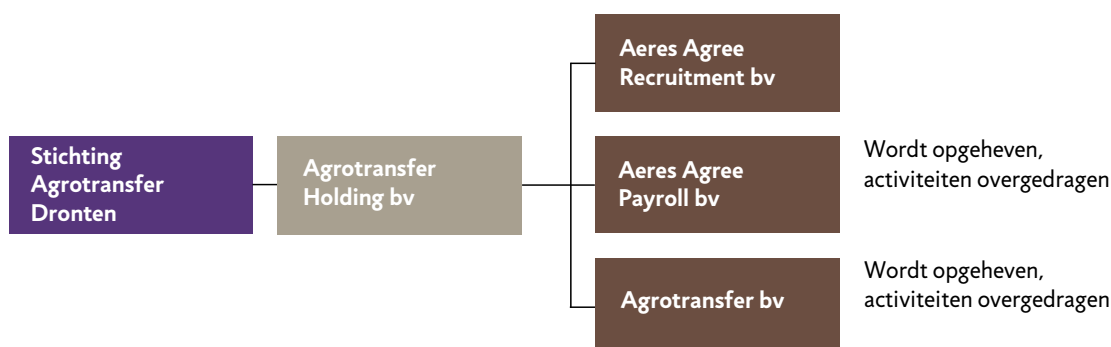 Stichting
Agrotransfer
Dronten
Agrotransfer
Holding bv
Aeres Agree
Recruitment bv
Aeres Agree
Payroll bv
Wordt opgeheven,
activiteiten overgedragen
Agrotransfer bv
Wordt opgeheven,
activiteiten overgedragen